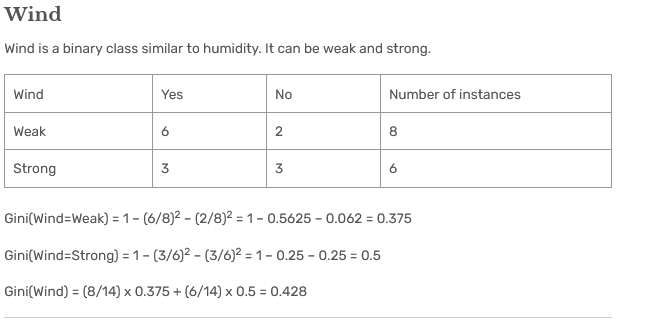 Wind
Wind is a binary class similar to humidity. It can be weak and strong.
Wind Yes No Number of instances
Weak 6 2 8
Strong 3 3 6
Gini(Wind=Weak) = 1 – (6/8)² – (2/8)² = 1 – 0.5625 – 0.062 = 0.375
Gini(Wind=Strong) = 1 – (3/6)² – (3/6)² = 1 – 0.25 – 0.25 = 0.5
Gini(Wind) = (8/14) x 0.375 + (6/14) x 0.5 = 0.428